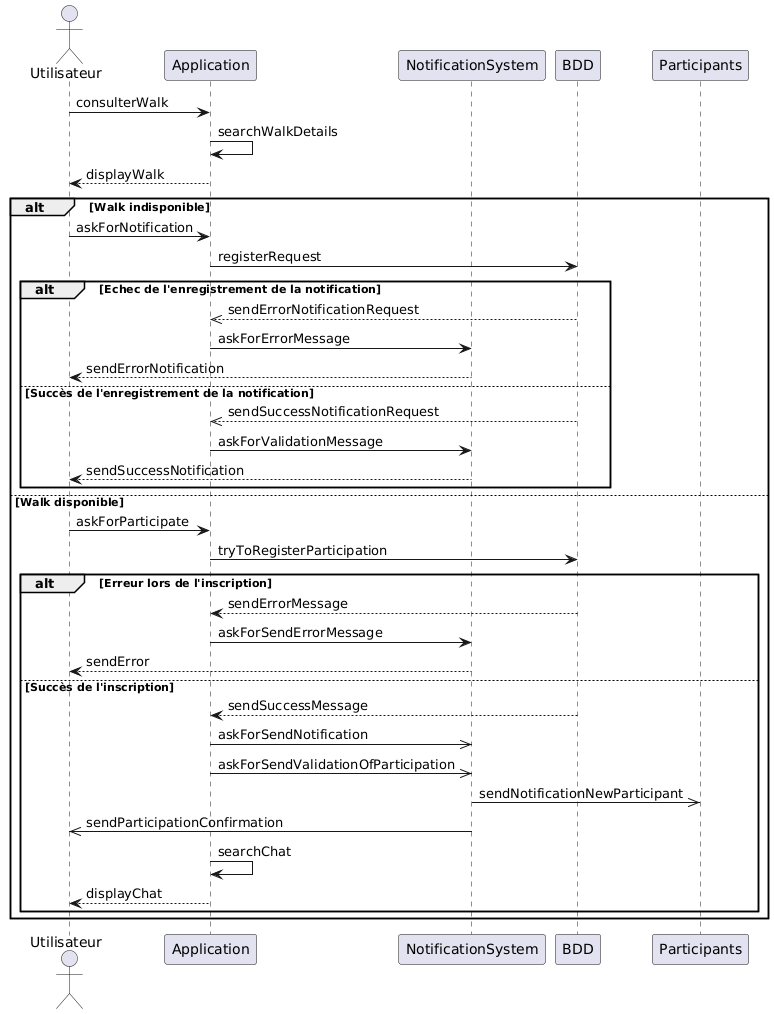 Utilisateur
Application
NotificationSystem
BDD
Participants
consulterWalk
searchWalkDetails
displayWalk
alt [Walk indisponible]
askForNotification
registerRequest
alt [Echec de l'enregistrement de la notification]
sendErrorNotificationRequest
askForErrorMessage
sendErrorNotification
[Succès de l'enregistrement de la notification]
sendSuccessNotificationRequest
askForValidationMessage
sendSuccessNotification
[Walk disponible]
askForParticipate
tryToRegisterParticipation
alt [Erreur lors de l'inscription]
sendErrorMessage
askForSendErrorMessage
sendError
[Succès de l'inscription]
sendSuccessMessage
askForSendNotification
askForSendValidationOfParticipation
sendNotificationNewParticipant
sendParticipationConfirmation
searchChat
displayChat
Utilisateur
Application
NotificationSystem
BDD
Participants